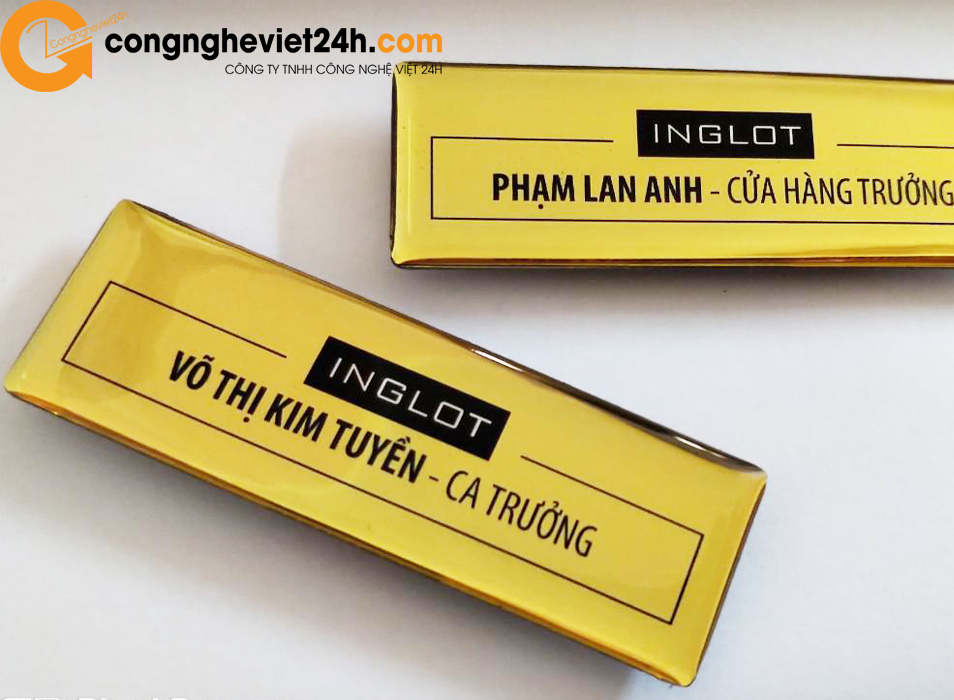 Congngheviet24h
congngheviet24h.com
CÔNG TY TNHH CÔNG NGHỆ VIỆT 24H
INGLOT
PHẠM LAN ANH - CỬA HÀNG TRƯỞNG
INGLOT
VÕ THỊ KIM TUYỀN - CA TRƯỞNG